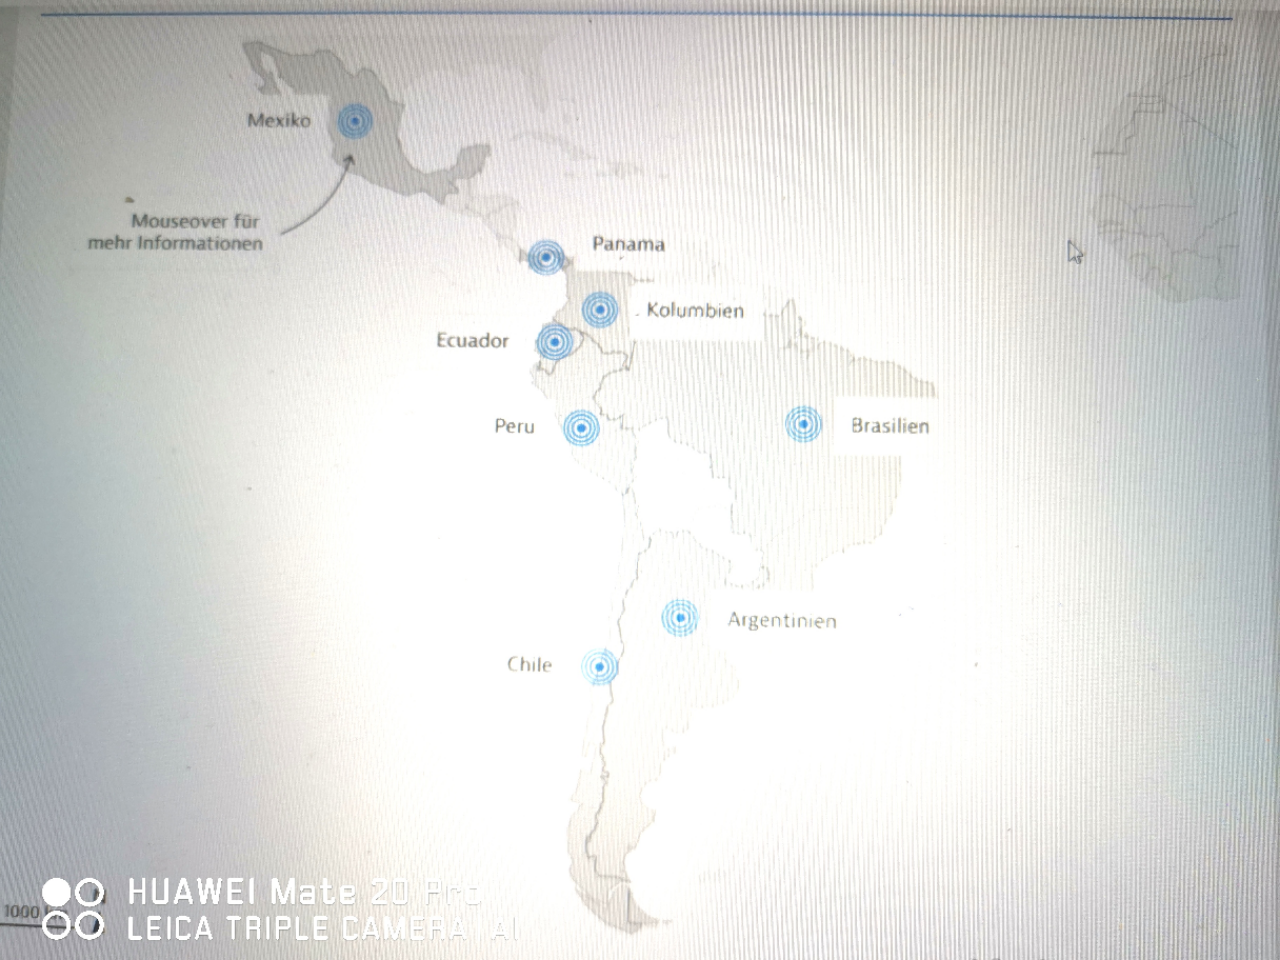 Mexiko
Mouseover für
mehr Informationen
Panama
Kolumbien
Ecuador
Peru
Brasilien
Argentinien
Chile
1000
HUAWEI Mate 20 Pro
LEICA TRIPLE CAMERA AI